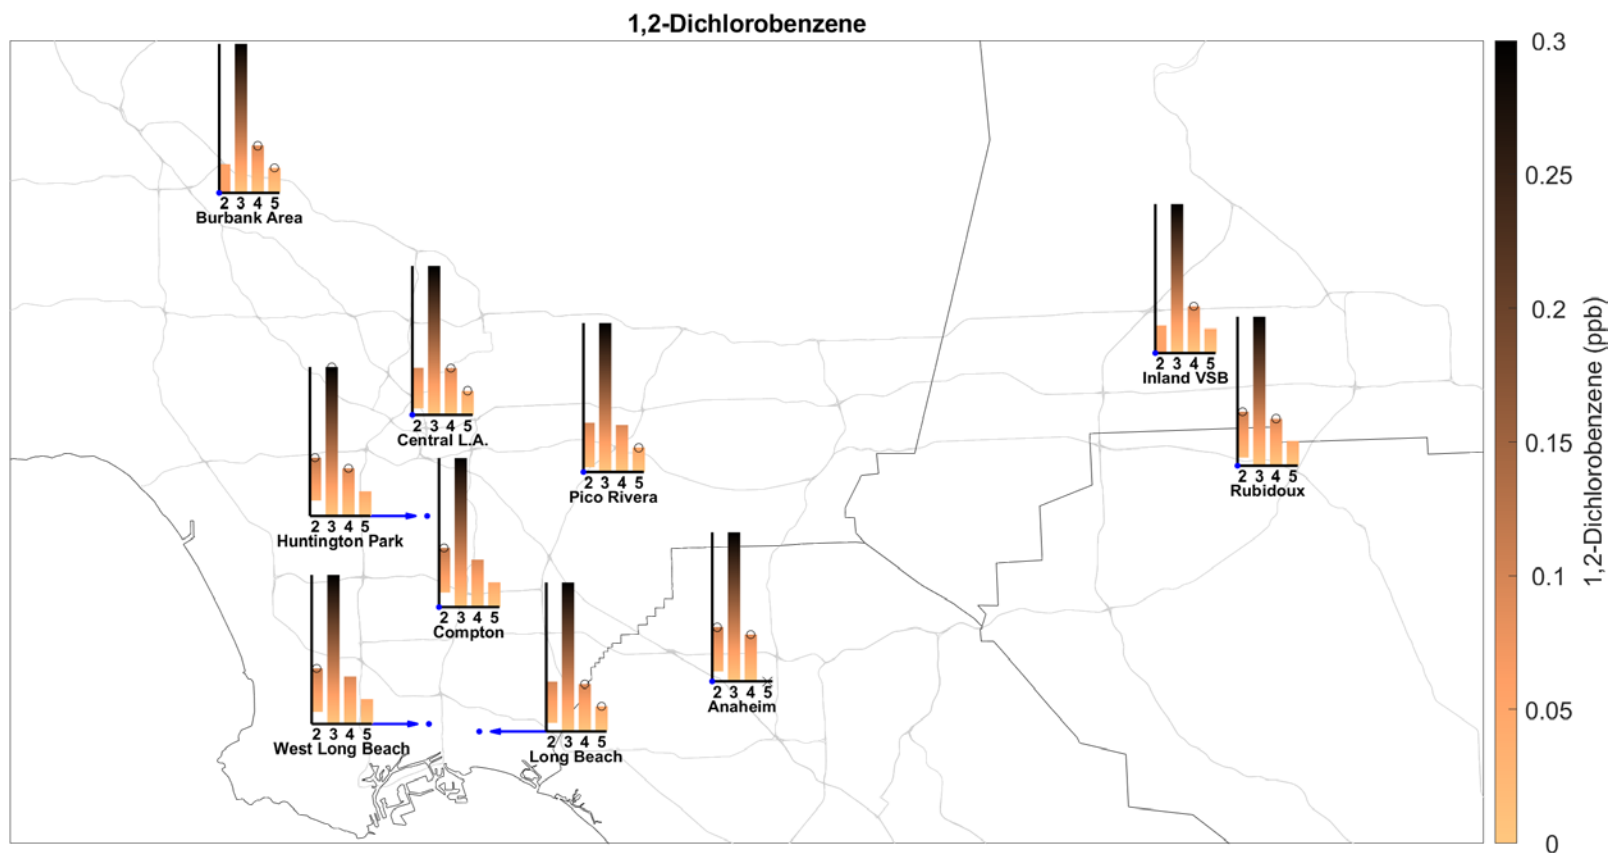 1,2-Dichlorobenzene
0.3
0.25
0.2
0.15
0.1
0.05
0
1,2-Dichlorobenzene (ppb)
2 3 4 5
Burbank Area
2 3 4 5
Central L.A.
2 3 4 5
Pico Rivera
2 3 4 5
Inland VSB
2 3 4 5
Rubidoux
2 3 4 5
Huntington Park
2 3 4 5
Compton
2 3 4 5
Anaheim
2 3 4 5
West Long Beach
2 3 4 5
Long Beach